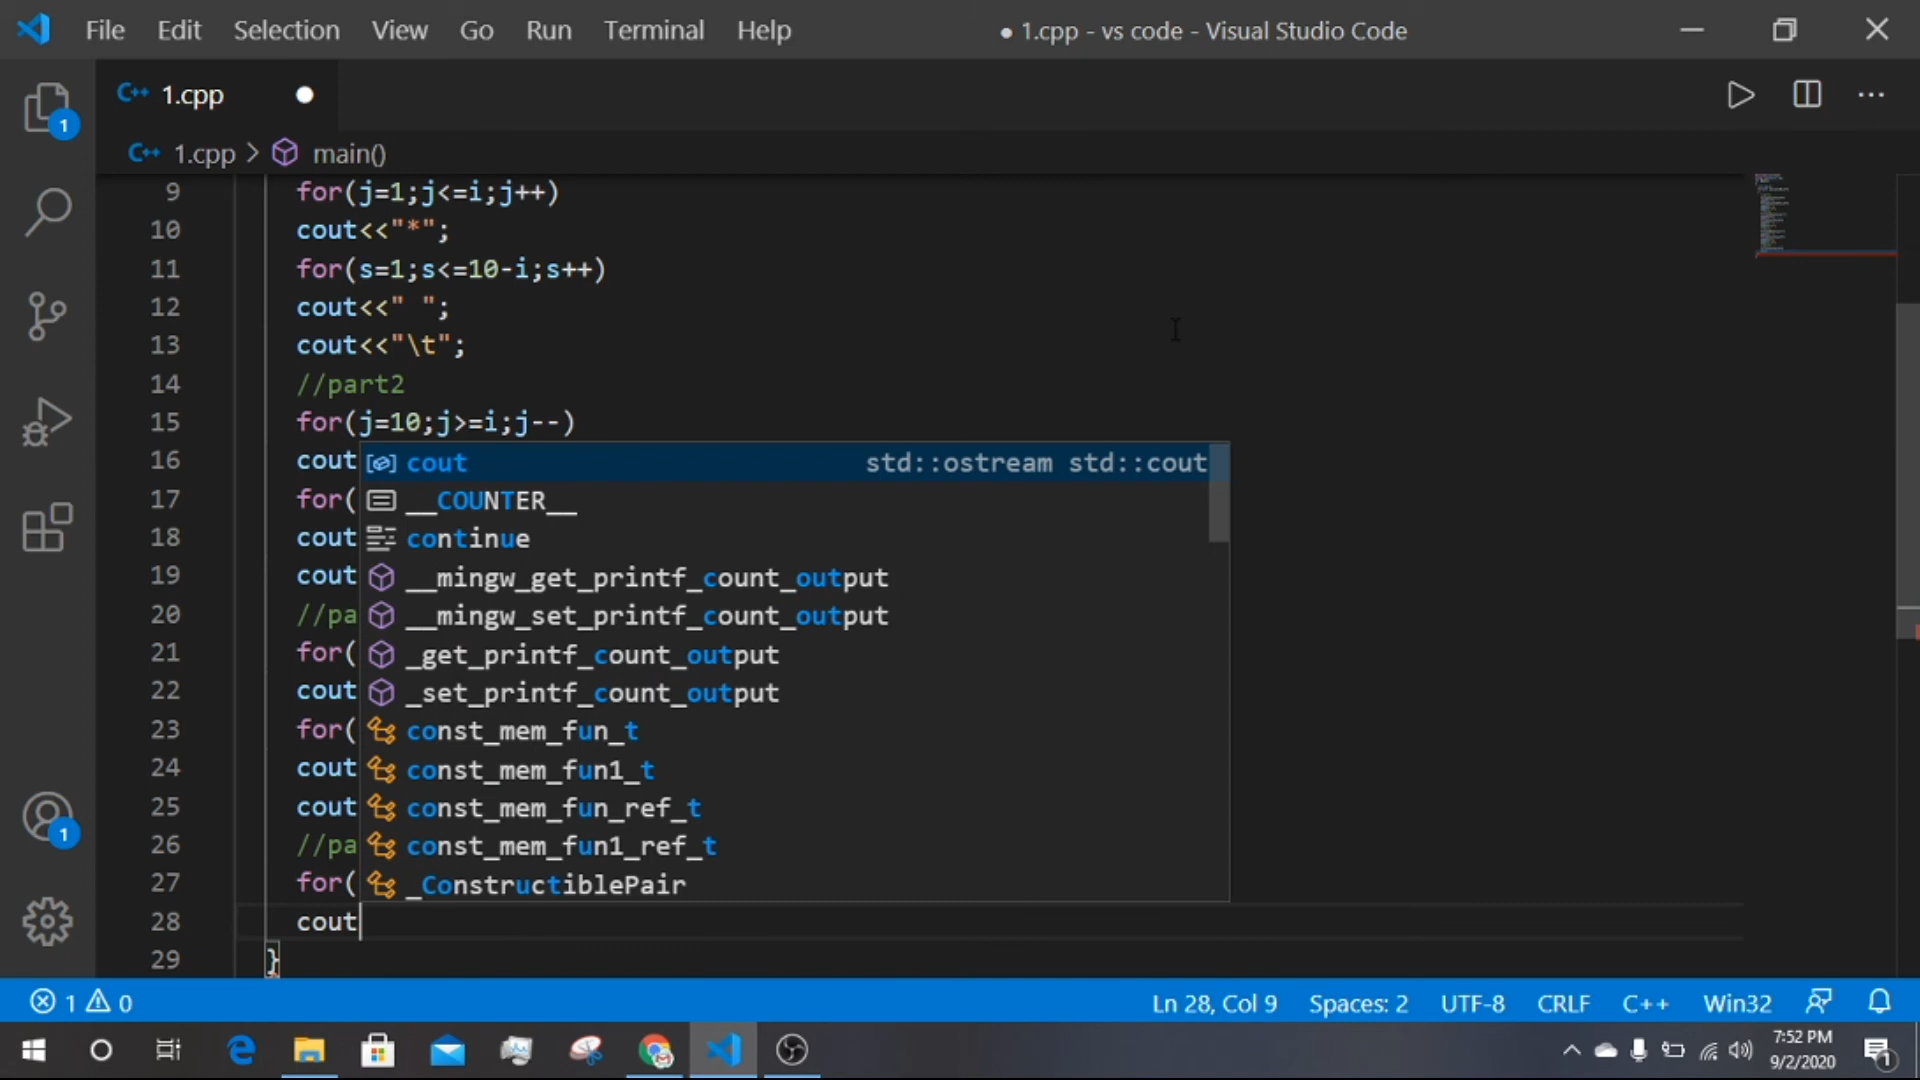 File Edit Selection View Go Run Terminal Help ● 1.cpp - vs code - Visual Studio Code
C++ 1.cpp ●
C++ 1.cpp > main()
1
9 for(j=1;j<=i;j++)
10 cout<<"*";
11 for(s=1;s<=10-i;s++)
12 cout<<" ";
13 cout<<"\t";
14 //part2
15 for(j=10;j>=i;j--)
16 cout
17 for(
18 cout
19 cout
20 //pa
21 for(
22 cout
23 for(
24 cout
25 cout
26 //pa
27 for(
28 cout
29 }
cout std::ostream std::cout
__COUNTER__
continue
__mingw_get_printf_count_output
__mingw_set_printf_count_output
_get_printf_count_output
_set_printf_count_output
const_mem_fun_t
const_mem_fun1_t
const_mem_fun_ref_t
const_mem_fun1_ref_t
_ConstructiblePair
1
1 0 Ln 28, Col 9 Spaces: 2 UTF-8 CRLF C++ Win32
7:52 PM
9/2/2020
1